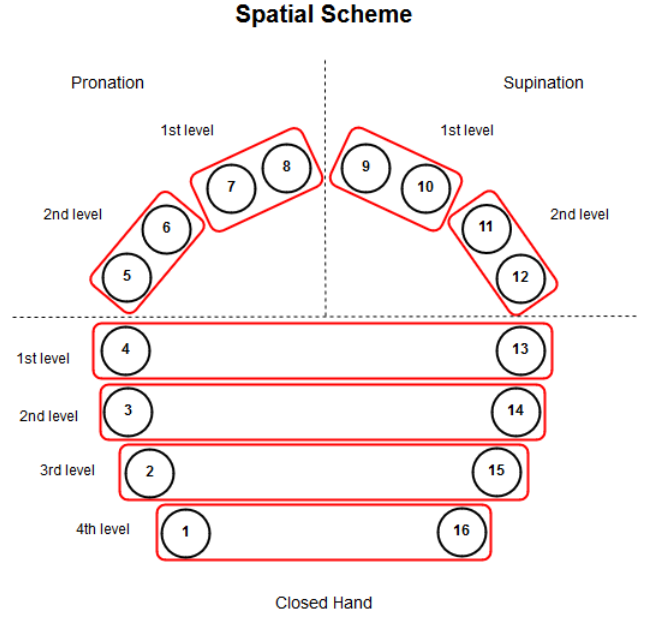 Spatial Scheme
Pronation
Supination
1st level
1st level
8
9
7
10
2nd level
2nd level
6
11
5
12
1st level
4
13
2nd level
3
14
3rd level
2
15
4th level
1
16
Closed Hand